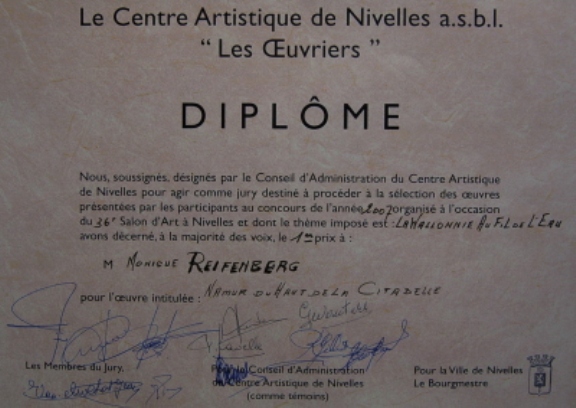 Le Centre Artistique de Nivelles a.s.b.l.
“ Les Œuvriers ”
DIPLÔME
Nous, soussignés, désignés par le Conseil d'Administration du Centre Artistique
de Nivelles pour agir comme jury destiné à procéder à la sélection des œuvres
présentées par les participants au concours de l'année 2007 organisé à l'occasion
du 36e Salon d'Art à Nivelles et dont le thème imposé est : LA WALLONNIE AU FIL DE L'EAU
avons décerné, à la majorité des voix, le 1er prix à :
M MONIQUE REIFENBERG
pour l'œuvre intitulée : NAMUR DU HAUT DE LA CITADELLE
Les Membres du Jury,
Pour le Conseil d'Administration
du Centre Artistique de Nivelles
(comme témoins)
Pour la Ville de Nivelles
Le Bourgmestre